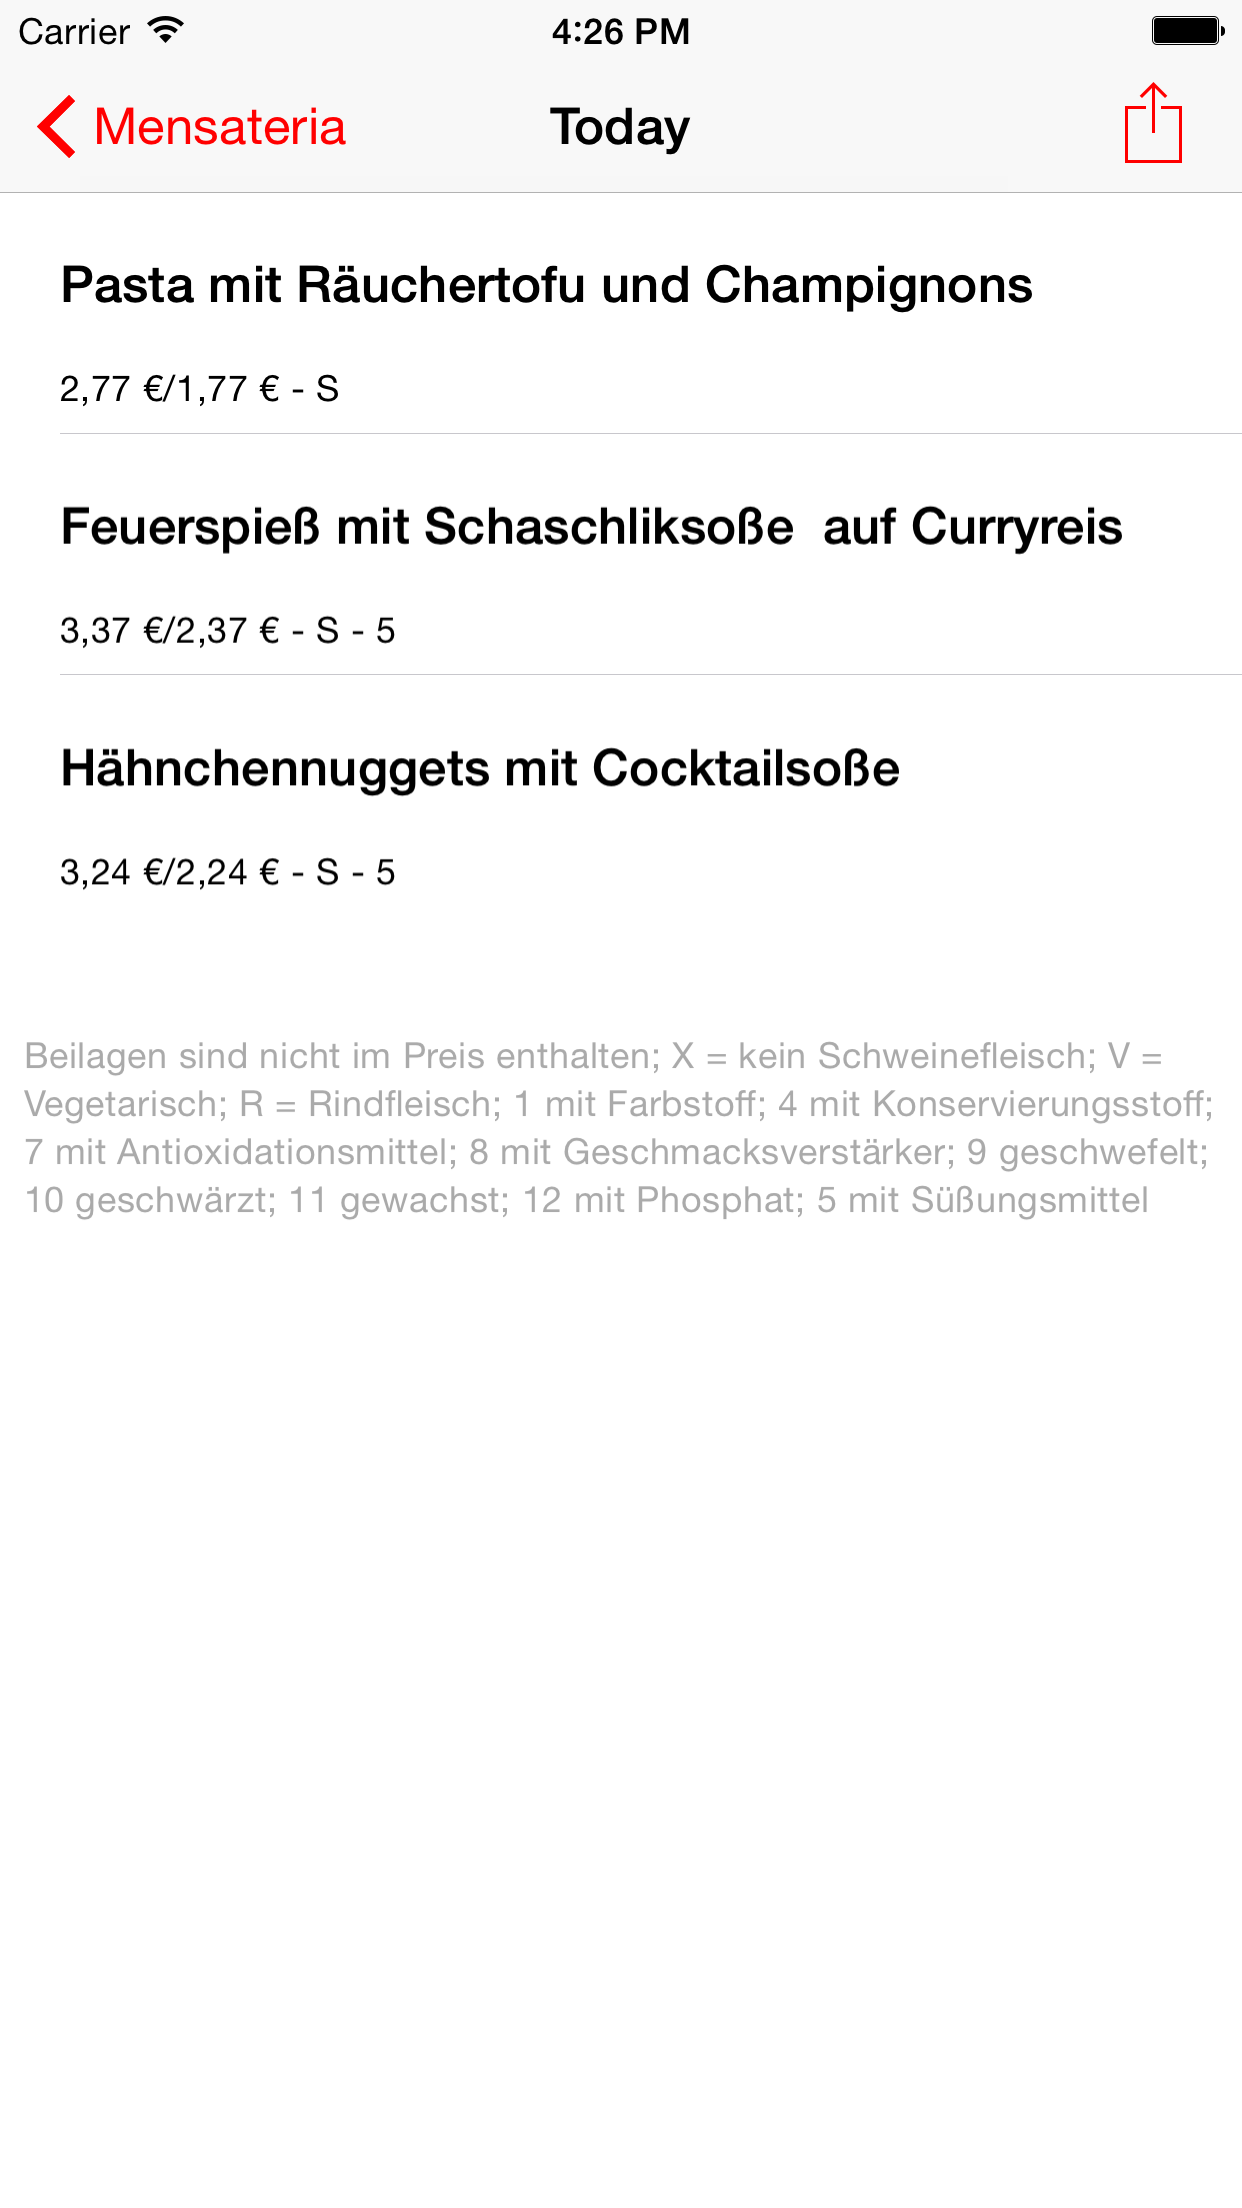 Carrier
4:26 PM
Mensateria
Today
Pasta mit Räuchertofu und Champignons
2,77 €/1,77 € - S
Feuerspieß mit Schaschliksoße  auf Curryreis
3,37 €/2,37 € - S - 5
Hähnchennuggets mit Cocktailsoße
3,24 €/2,24 € - S - 5
Beilagen sind nicht im Preis enthalten; X = kein Schweinefleisch; V =
Vegetarisch; R = Rindfleisch; 1 mit Farbstoff; 4 mit Konservierungsstoff;
7 mit Antioxidationsmittel; 8 mit Geschmacksverstärker; 9 geschwefelt;
10 geschwärzt; 11 gewachst; 12 mit Phosphat; 5 mit Süßungsmittel